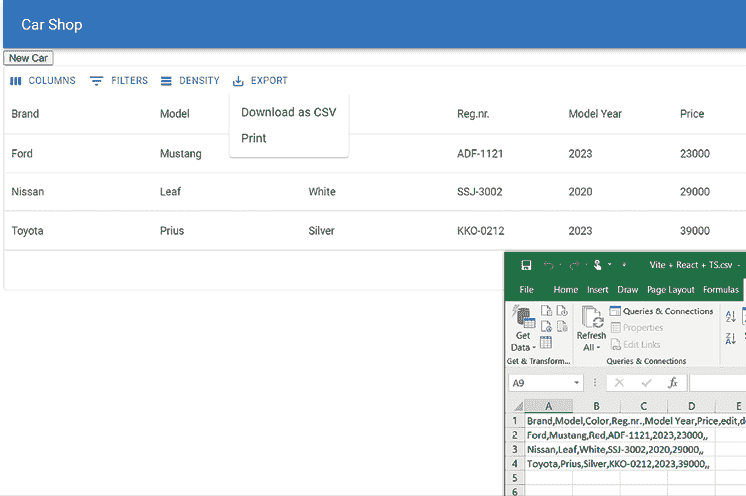 Car Shop
New Car
COLUMNS FILTERS DENSITY EXPORT
Download as CSV
Print
Brand Model Reg.nr. Model Year Price
Ford Mustang ADF-1121 2023 23000
Nissan Leaf White SSJ-3002 2020 29000
Toyota Prius Silver KKO-0212 2023 39000
Vite + React + TS.csv -
File Home Insert Draw Page Layout Formulas
Get Data
Refresh All
Queries & Connections
Properties
Edit Links
Get & Transform...
Queries & Connections
A9 fx
A B C D E
1 Brand,Model,Color,Reg.nr.,Model Year,Price,edit,d
2 Ford,Mustang,Red,ADF-1121,2023,23000,,
3 Nissan,Leaf,White,SSJ-3002,2020,29000,,
4 Toyota,Prius,Silver,KKO-0212,2023,39000,,
5
6